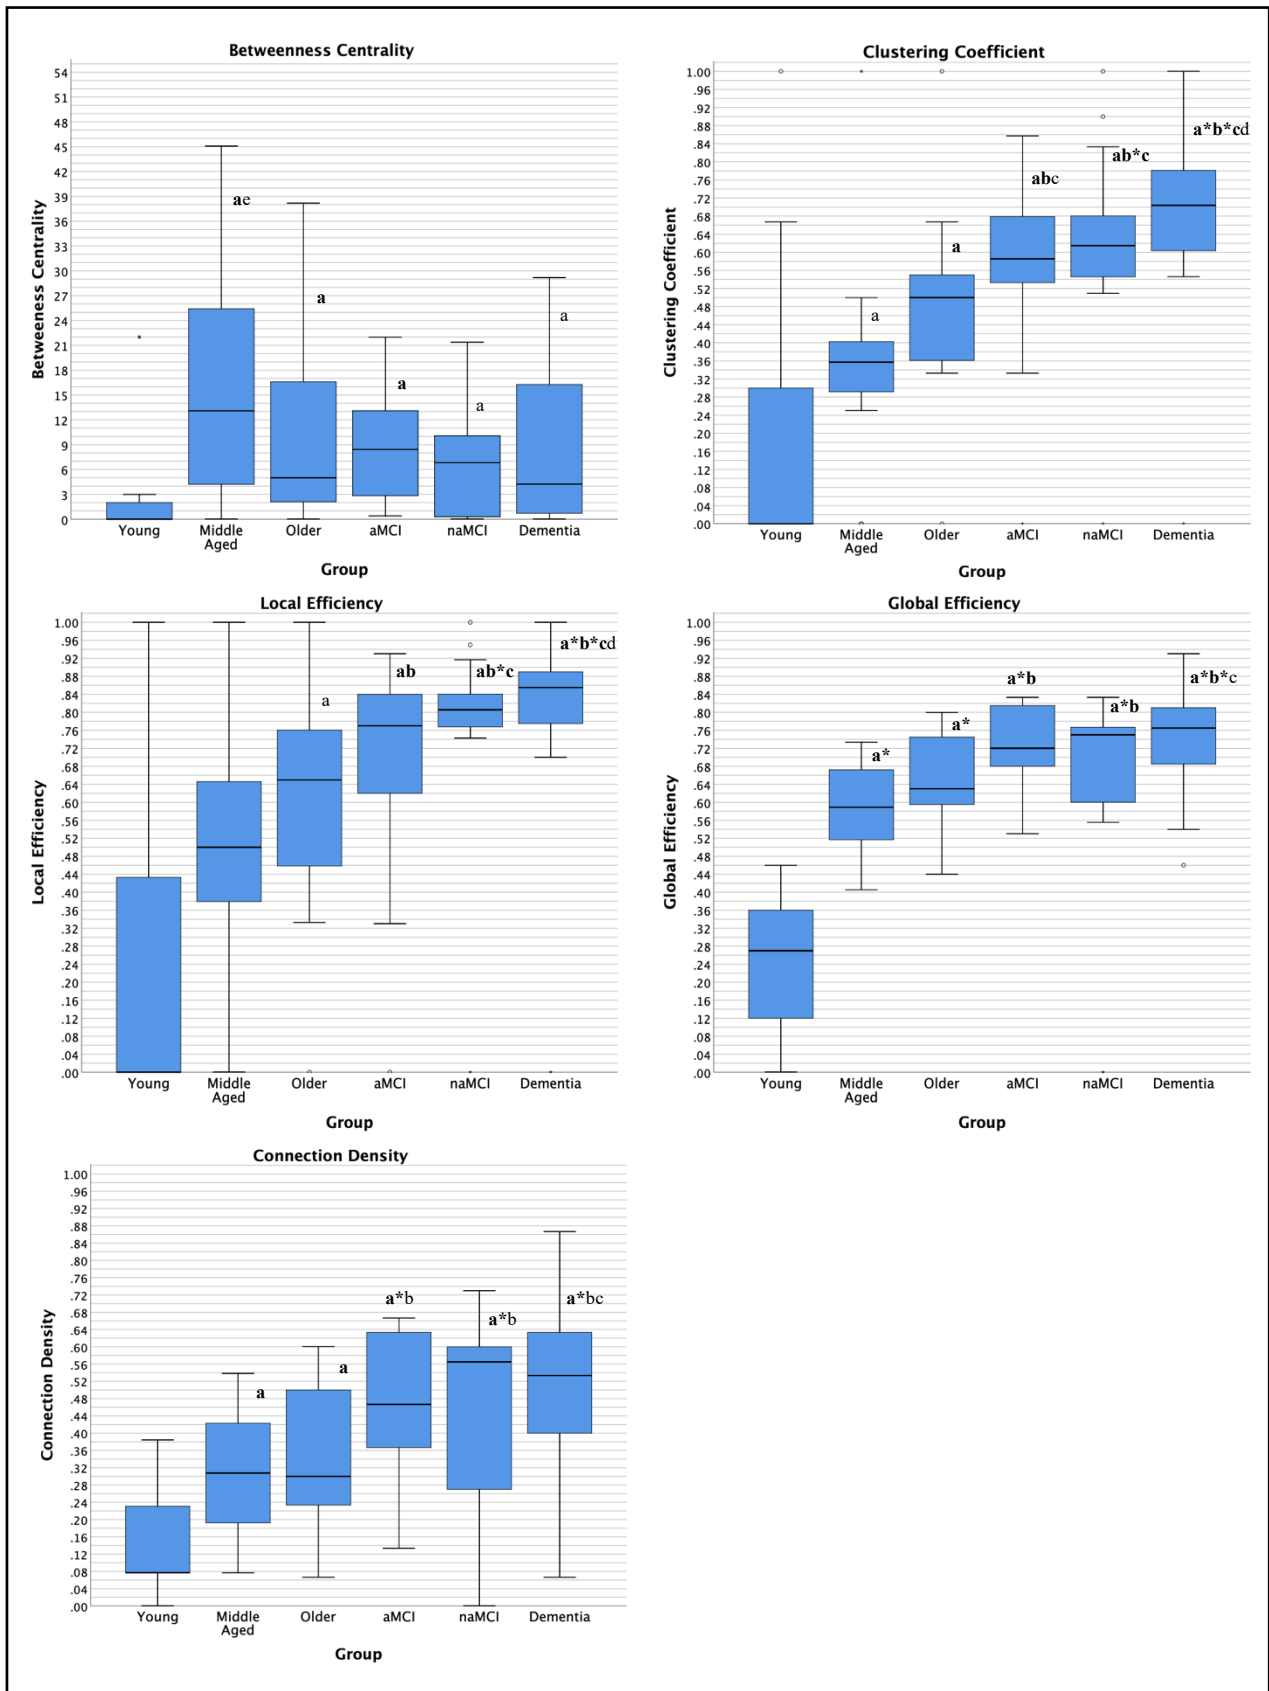 Betweenness Centrality
Betweeness Centrality
54
51
48
45
42
39
36
33
30
27
24
21
18
15
12
9
6
3
0
ae
a
a
a
a
Young
Middle
Aged
Older
aMCI
naMCI
Dementia
Group
Clustering Coefficient
Clustering Coefficient
1.00
.96
.92
.88
.84
.80
.76
.72
.68
.64
.60
.56
.52
.48
.44
.40
.36
.32
.28
.24
.20
.16
.12
.08
.04
.00
a
a
abc
ab*c
a*b*cd
Young
Middle
Aged
Older
aMCI
naMCI
Dementia
Group
Local Efficiency
Local Efficiency
1.00
.96
.92
.88
.84
.80
.76
.72
.68
.64
.60
.56
.52
.48
.44
.40
.36
.32
.28
.24
.20
.16
.12
.08
.04
.00
a
ab
ab*c
a*b*cd
Young
Middle
Aged
Older
aMCI
naMCI
Dementia
Group
Global Efficiency
Global Efficiency
1.00
.96
.92
.88
.84
.80
.76
.72
.68
.64
.60
.56
.52
.48
.44
.40
.36
.32
.28
.24
.20
.16
.12
.08
.04
.00
a*
a*
a*b
a*b
a*b*c
Young
Middle
Aged
Older
aMCI
naMCI
Dementia
Group
Connection Density
Connection Density
1.00
.96
.92
.88
.84
.80
.76
.72
.68
.64
.60
.56
.52
.48
.44
.40
.36
.32
.28
.24
.20
.16
.12
.08
.04
.00
a
a
a*b
a*b
a*bc
Young
Middle
Aged
Older
aMCI
naMCI
Dementia
Group